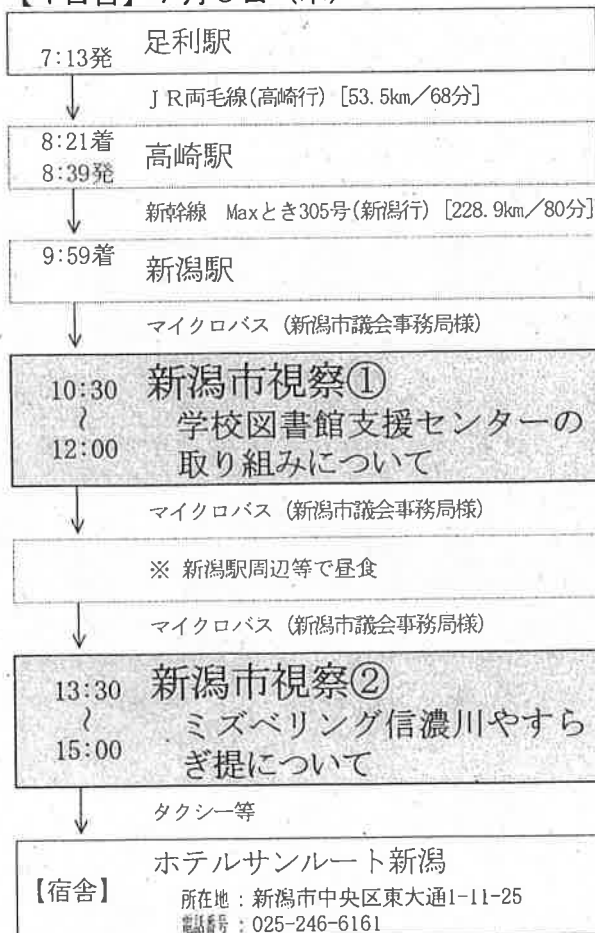 7:13発 足利駅
ＪＲ両毛線(高崎行) [53.5km／68分]
8:21着
8:39発 高崎駅
新幹線 Maxとき305号(新潟行) [228.9km／80分]
9:59着 新潟駅
マイクロバス (新潟市議会事務局様)
10:30
～
12:00
新潟市視察①
学校図書館支援センターの
取り組みについて
マイクロバス (新潟市議会事務局様)
※ 新潟駅周辺等で昼食
マイクロバス (新潟市議会事務局様)
13:30
～
15:00
新潟市視察②
ミズベリング信濃川やすら
ぎ提について
タクシー等
【宿舎】 ホテルサンルート新潟
所在地：新潟市中央区東大通1-11-25
電話番号：025-246-6161